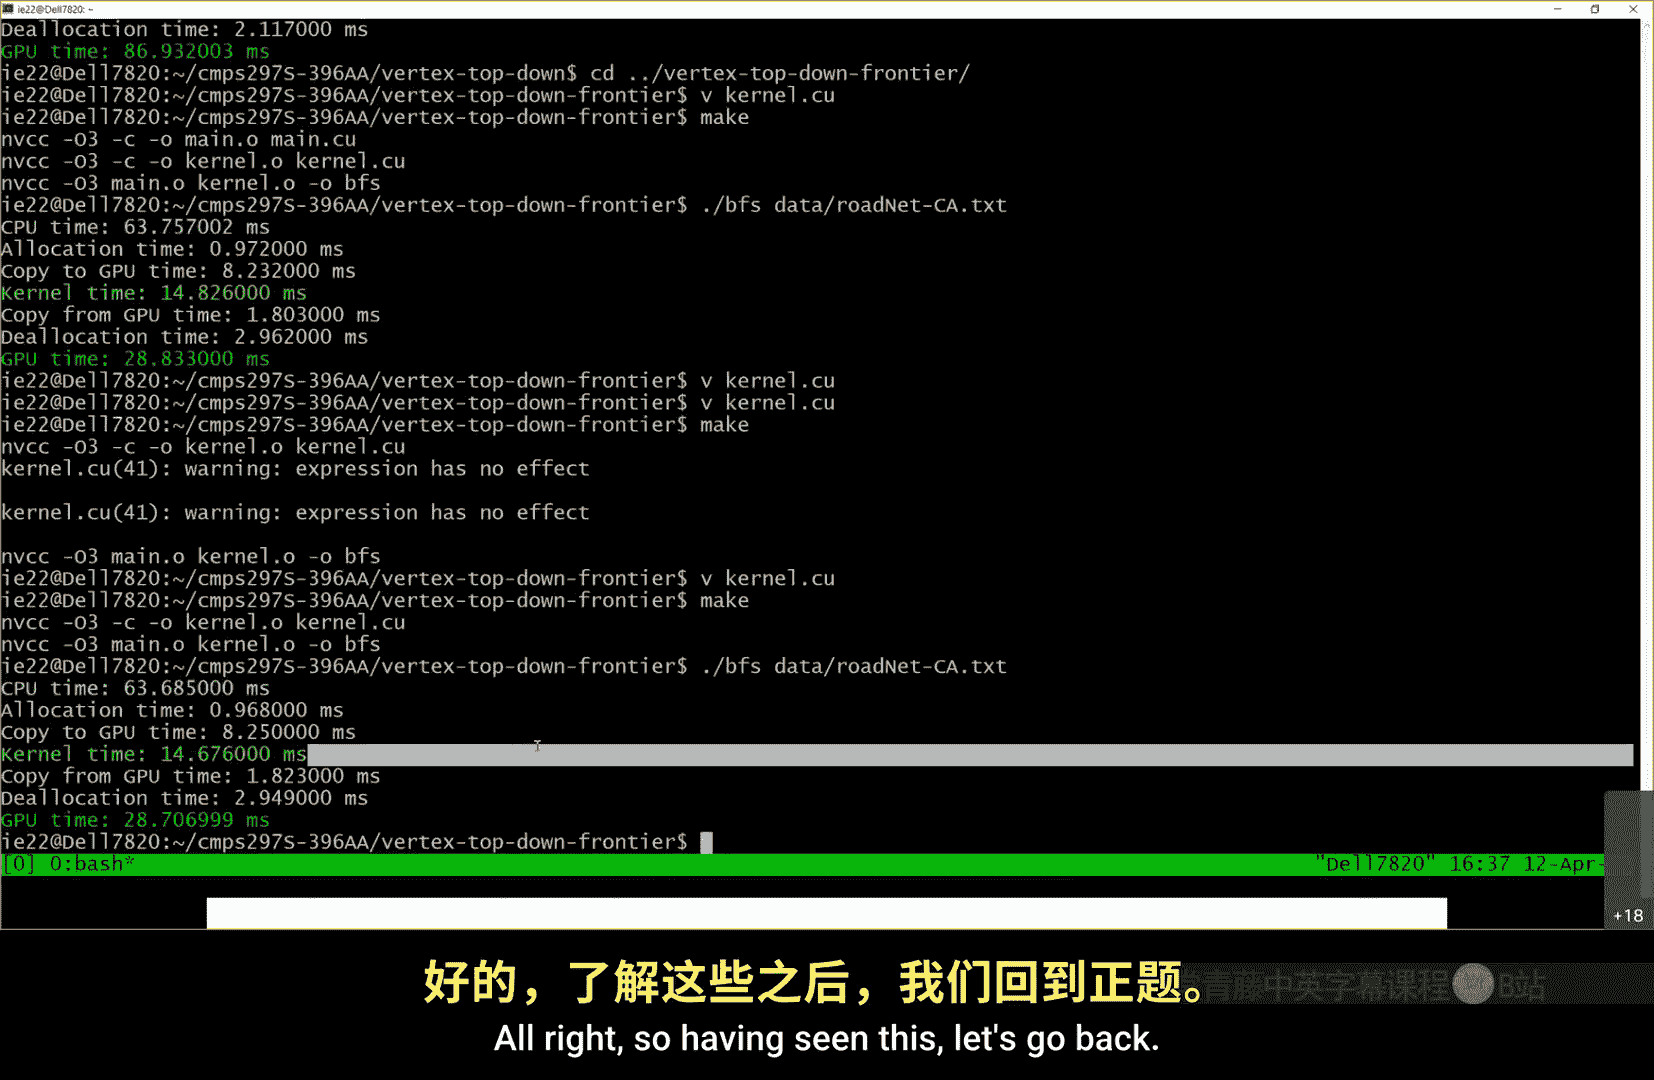 ie22@Dell7820: ~
Deallocation time: 2.117000 ms
GPU time: 86.932003 ms
ie22@Dell7820:~/cmps297S-396AA/vertex-top-down$ cd ../vertex-top-down-frontier/
ie22@Dell7820:~/cmps297S-396AA/vertex-top-down-frontier$ v kernel.cu
ie22@Dell7820:~/cmps297S-396AA/vertex-top-down-frontier$ make
nvcc -O3 -c -o main.o main.cu
nvcc -O3 -c -o kernel.o kernel.cu
nvcc -O3 main.o kernel.o -o bfs
ie22@Dell7820:~/cmps297S-396AA/vertex-top-down-frontier$ ./bfs data/roadNet-CA.txt
CPU time: 63.757002 ms
Allocation time: 0.972000 ms
Copy to GPU time: 8.232000 ms
Kernel time: 14.826000 ms
Copy from GPU time: 1.803000 ms
Deallocation time: 2.962000 ms
GPU time: 28.833000 ms
ie22@Dell7820:~/cmps297S-396AA/vertex-top-down-frontier$ v kernel.cu
ie22@Dell7820:~/cmps297S-396AA/vertex-top-down-frontier$ v kernel.cu
ie22@Dell7820:~/cmps297S-396AA/vertex-top-down-frontier$ make
nvcc -O3 -c -o kernel.o kernel.cu
kernel.cu(41): warning: expression has no effect
kernel.cu(41): warning: expression has no effect
nvcc -O3 main.o kernel.o -o bfs
ie22@Dell7820:~/cmps297S-396AA/vertex-top-down-frontier$ v kernel.cu
ie22@Dell7820:~/cmps297S-396AA/vertex-top-down-frontier$ make
nvcc -O3 -c -o kernel.o kernel.cu
nvcc -O3 main.o kernel.o -o bfs
ie22@Dell7820:~/cmps297S-396AA/vertex-top-down-frontier$ ./bfs data/roadNet-CA.txt
CPU time: 63.685000 ms
Allocation time: 0.968000 ms
Copy to GPU time: 8.250000 ms
Kernel time: 14.676000 ms
Copy from GPU time: 1.823000 ms
Deallocation time: 2.949000 ms
GPU time: 28.706999 ms
ie22@Dell7820:~/cmps297S-396AA/vertex-top-down-frontier$
[0] 0:bash* "Dell7820" 16:37 12-Apr-
+18
好的，了解这些之后，我们回到正题。
青藤中英字幕课程 B站
All right, so having seen this, let's go back.